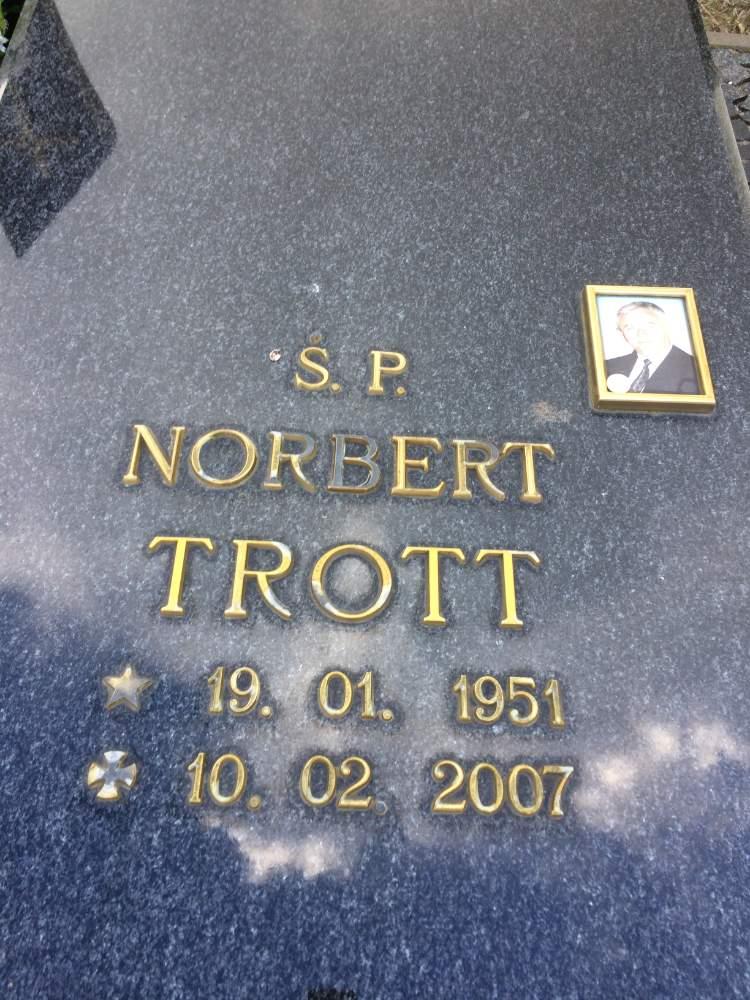 Ś. P.
NORBERT
TROTT
19. 01. 1951
10. 02. 2007